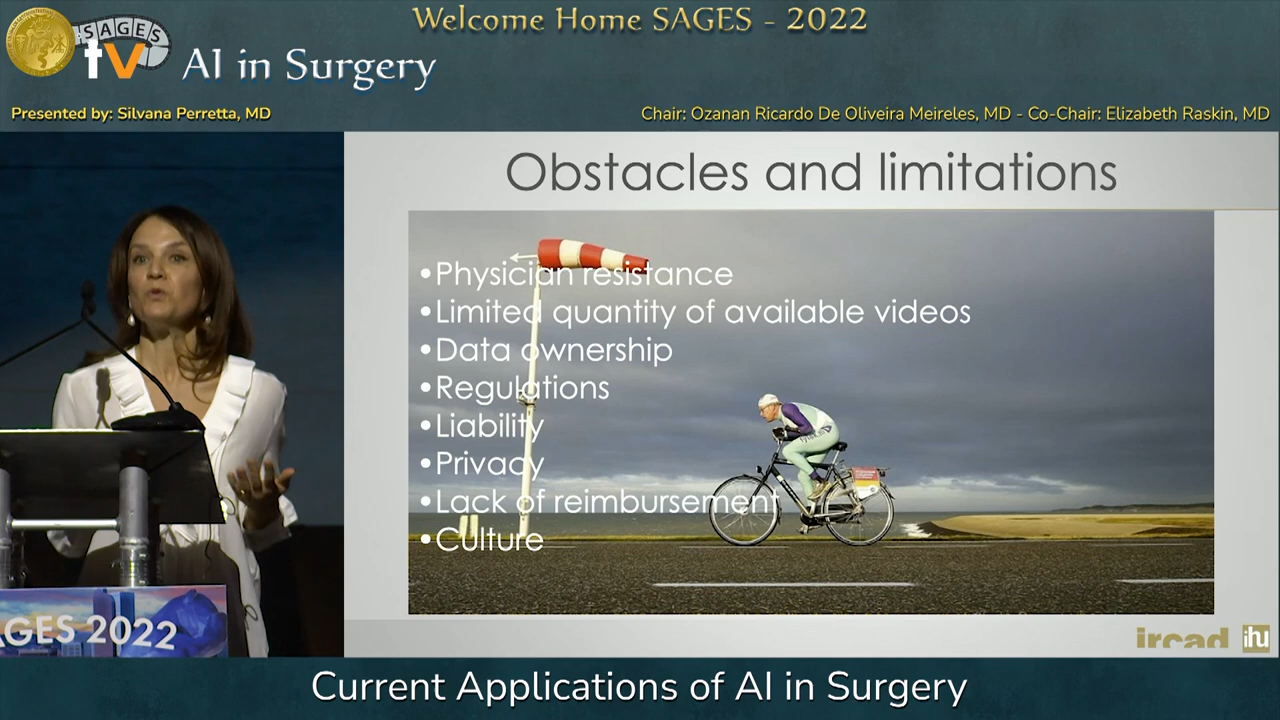 Welcome Home SAGES - 2022
SAGES
tv
AI in Surgery
Presented by: Silvana Perretta, MD
Chair: Ozanan Ricardo De Oliveira Meireles, MD - Co-Chair: Elizabeth Raskin, MD
Obstacles and limitations
•Physician resistance
•Limited quantity of available videos
•Data ownership
•Regulations
•Liability
•Privacy
•Lack of reimbursement
•Culture
AGES 2022
ircad ihu
Current Applications of AI in Surgery